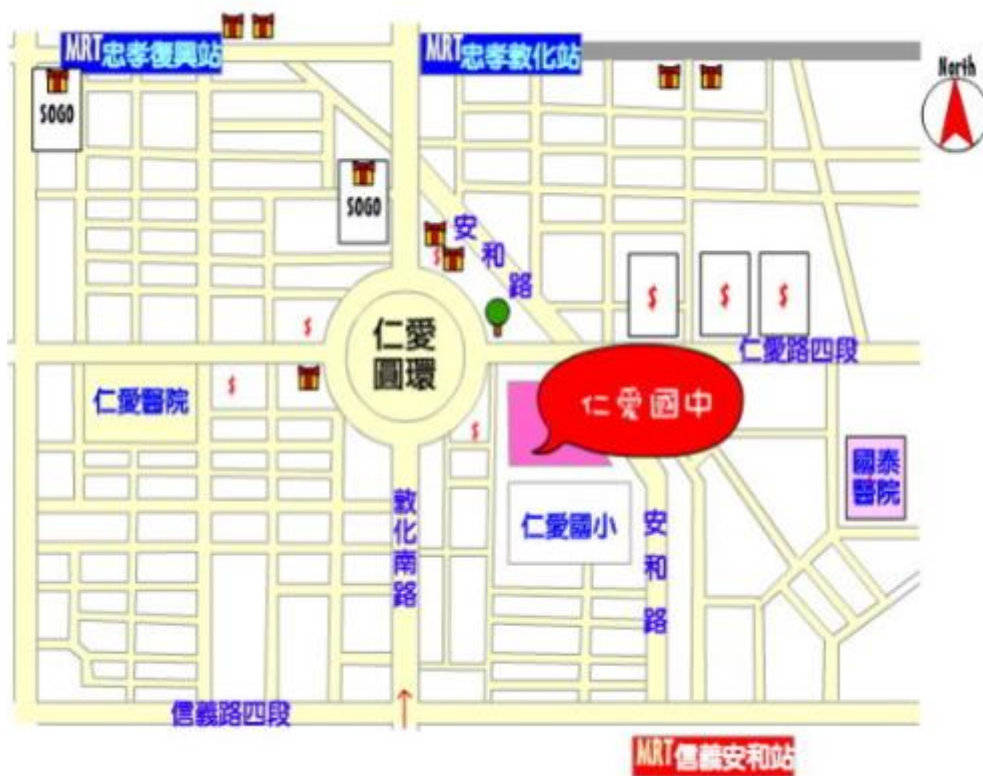 MRT忠孝復興站
MRT忠孝敦化站
North
SOGO
SOGO
安和路
$
$
$
$
$
仁愛
圓環
仁愛路四段
仁愛醫院
$
$
仁愛國中
國泰
醫院
敦化南路
仁愛國小
安和路
信義路四段
MRT信義安和站